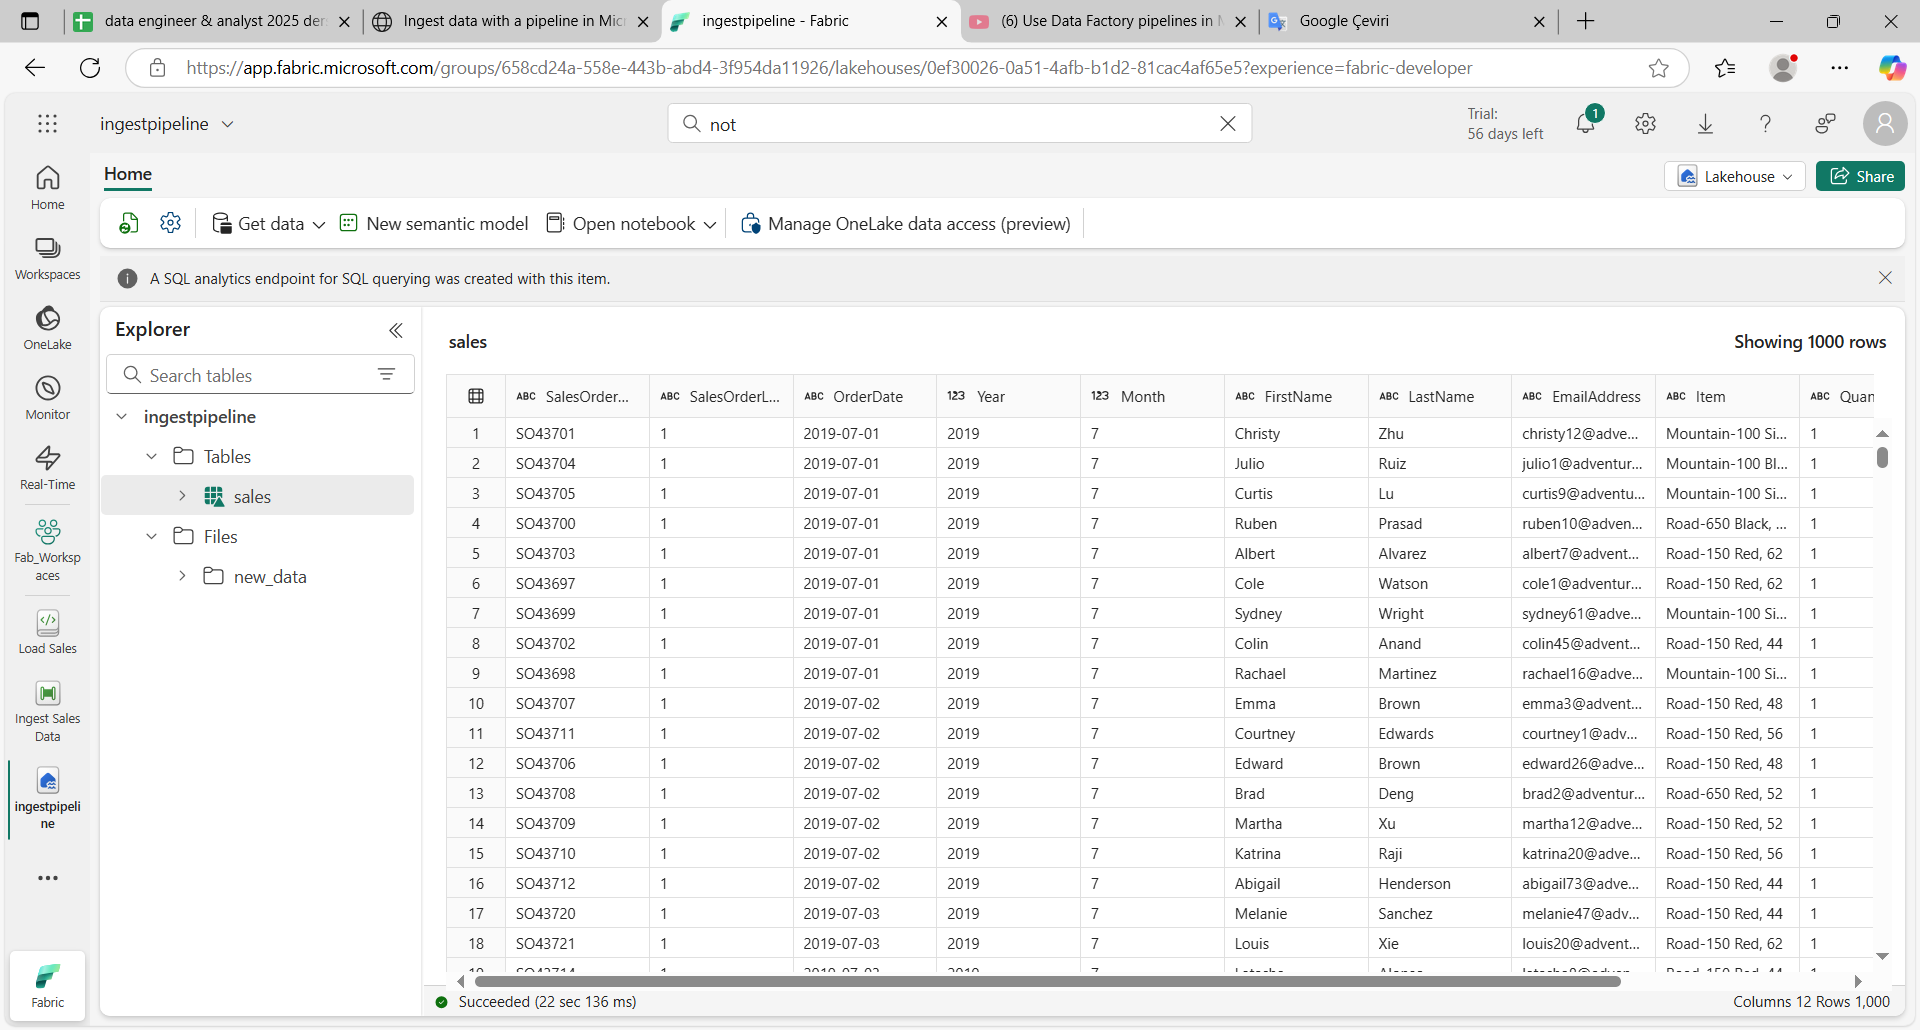 data engineer & analyst 2025 der
Ingest data with a pipeline in Micr
ingestpipeline - Fabric
(6) Use Data Factory pipelines in M
Google Çeviri
https://app.fabric.microsoft.com/groups/658cd24a-558e-443b-abd4-3f954da11926/lakehouses/0ef30026-0a51-4afb-b1d2-81cac4af65e5?experience=fabric-developer
ingestpipeline
not
Trial:
56 days left
1
Home
Lakehouse
Share
Get data
New semantic model
Open notebook
Manage OneLake data access (preview)
A SQL analytics endpoint for SQL querying was created with this item.
Home
Workspaces
OneLake
Monitor
Real-Time
Fab_Worksp
aces
Load Sales
Ingest Sales
Data
ingestpipeli
ne
Fabric
Explorer
Search tables
ingestpipeline
Tables
sales
Files
new_data
sales
Showing 1000 rows
ABC SalesOrder... ABC SalesOrderL... ABC OrderDate 123 Year 123 Month ABC FirstName ABC LastName ABC EmailAddress ABC Item ABC Quan
1 SO43701 1 2019-07-01 2019 7 Christy Zhu christy12@adve... Mountain-100 Si... 1
2 SO43704 1 2019-07-01 2019 7 Julio Ruiz julio1@adventur... Mountain-100 Bl... 1
3 SO43705 1 2019-07-01 2019 7 Curtis Lu curtis9@adventu... Mountain-100 Si... 1
4 SO43700 1 2019-07-01 2019 7 Ruben Prasad ruben10@adven... Road-650 Black, ... 1
5 SO43703 1 2019-07-01 2019 7 Albert Alvarez albert7@advent... Road-150 Red, 62 1
6 SO43697 1 2019-07-01 2019 7 Cole Watson cole1@adventur... Road-150 Red, 62 1
7 SO43699 1 2019-07-01 2019 7 Sydney Wright sydney61@adve... Mountain-100 Si... 1
8 SO43702 1 2019-07-01 2019 7 Colin Anand colin45@advent... Road-150 Red, 44 1
9 SO43698 1 2019-07-01 2019 7 Rachael Martinez rachael16@adve... Mountain-100 Si... 1
10 SO43707 1 2019-07-02 2019 7 Emma Brown emma3@advent... Road-150 Red, 48 1
11 SO43711 1 2019-07-02 2019 7 Courtney Edwards courtney1@adv... Road-150 Red, 56 1
12 SO43706 1 2019-07-02 2019 7 Edward Brown edward26@adve... Road-150 Red, 48 1
13 SO43708 1 2019-07-02 2019 7 Brad Deng brad2@adventur... Road-650 Red, 52 1
14 SO43709 1 2019-07-02 2019 7 Martha Xu martha12@adve... Road-150 Red, 52 1
15 SO43710 1 2019-07-02 2019 7 Katrina Raji katrina20@adve... Road-150 Red, 56 1
16 SO43712 1 2019-07-02 2019 7 Abigail Henderson abigail73@adve... Road-150 Red, 44 1
17 SO43720 1 2019-07-03 2019 7 Melanie Sanchez melanie47@adv... Road-150 Red, 44 1
18 SO43721 1 2019-07-03 2019 7 Louis Xie louis20@advent... Road-150 Red, 62 1
Succeeded (22 sec 136 ms)
Columns 12 Rows 1,000